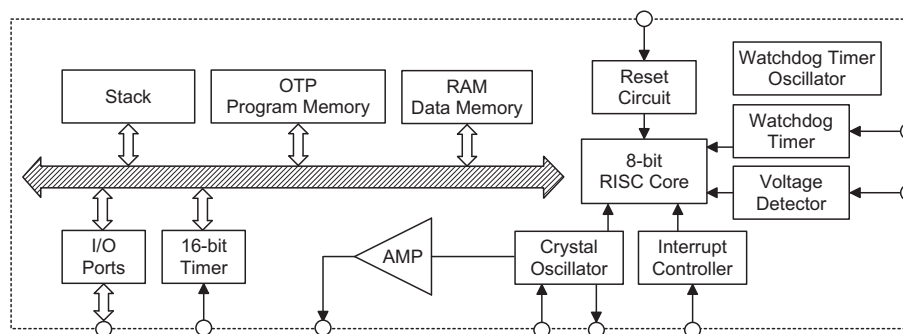 Watchdog Timer
Oscillator
Reset
Circuit
Stack
OTP
Program Memory
RAM
Data Memory
Watchdog
Timer
8-bit
RISC Core
Voltage
Detector
I/O
Ports
16-bit
Timer
AMP
Crystal
Oscillator
Interrupt
Controller